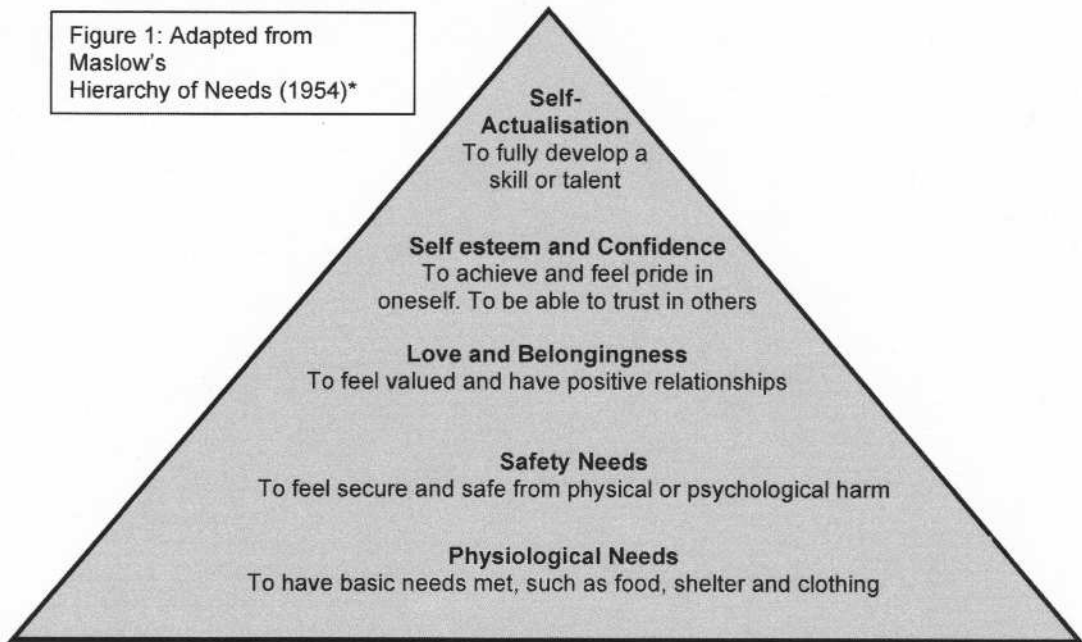 Figure 1: Adapted from
Maslow's
Hierarchy of Needs (1954)*
Self-
Actualisation
To fully develop a
skill or talent
Self esteem and Confidence
To achieve and feel pride in
oneself. To be able to trust in others
Love and Belongingness
To feel valued and have positive relationships
Safety Needs
To feel secure and safe from physical or psychological harm
Physiological Needs
To have basic needs met, such as food, shelter and clothing